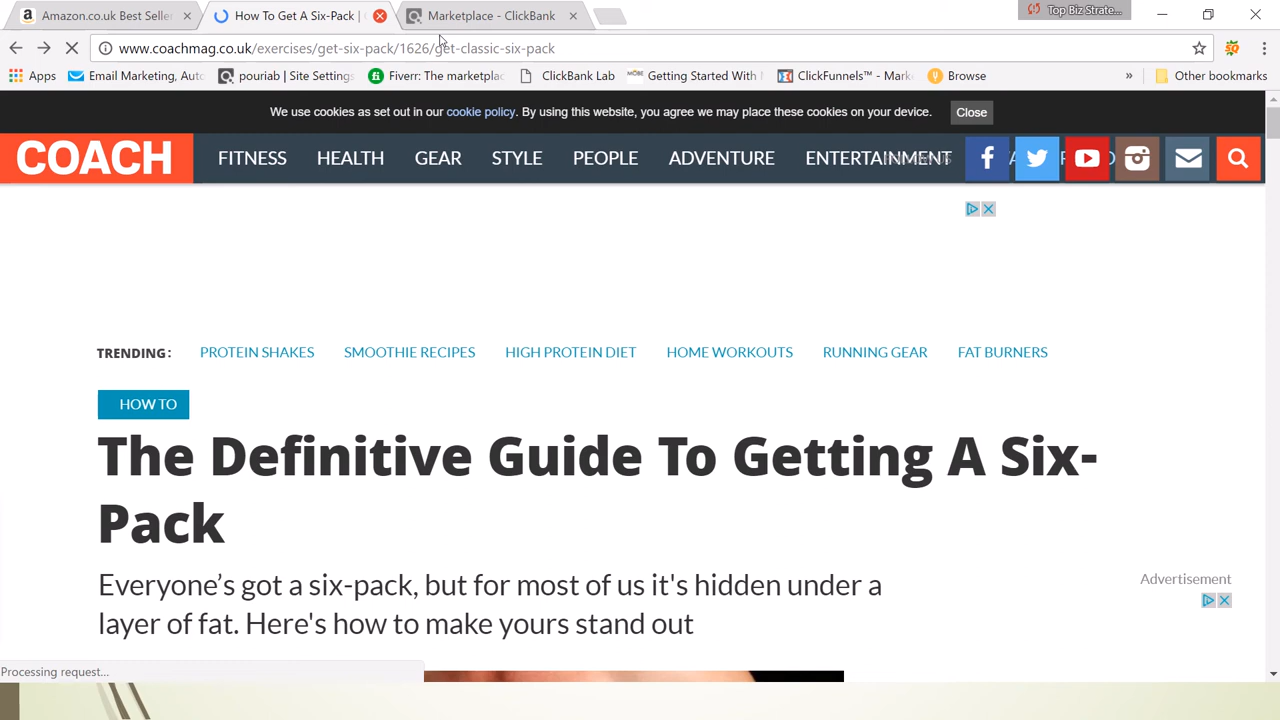 Amazon.co.uk Best Seller
How To Get A Six-Pack |
Marketplace - ClickBank
Top Biz Strate...
www.coachmag.co.uk/exercises/get-six-pack/1626/get-classic-six-pack
Apps
Email Marketing, Auto
pouriab | Site Settings
Fiverr: The marketplac
ClickBank Lab
Getting Started With
ClickFunnels™ - Mark
Browse
»
Other bookmarks
We use cookies as set out in our cookie policy. By using this website, you agree we may place these cookies on your device.
Close
COACH
FITNESS
HEALTH
GEAR
STYLE
PEOPLE
ADVENTURE
ENTERTAINMENT
TRENDING:
PROTEIN SHAKES
SMOOTHIE RECIPES
HIGH PROTEIN DIET
HOME WORKOUTS
RUNNING GEAR
FAT BURNERS
HOW TO
The Definitive Guide To Getting A Six-
Pack
Everyone’s got a six-pack, but for most of us it's hidden under a
layer of fat. Here's how to make yours stand out
Advertisement
Processing request...